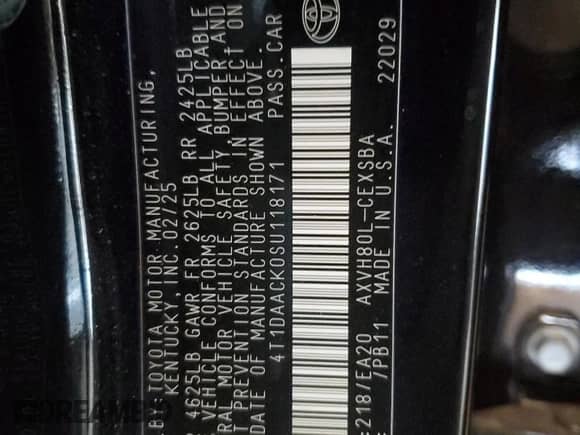 BY TOYOTA MOTOR MANUFACTURING,
KENTUCKY, INC. 02/25
4625LB GAWR FR 2625LB RR 2425LB
VEHICLE CONFORMS TO ALL APPLICABLE
RAL MOTOR VEHICLE SAFETY, BUMPER AND
T PREVENTION STANDARDS IN EFFECT ON
DATE OF MANUFACTURE SHOWN ABOVE.
4T1DAACK0SU118171 PASS.CAR
218/EA20 AXVH80L-CEXSBA
/PB11 MADE IN U.S.A. 22029